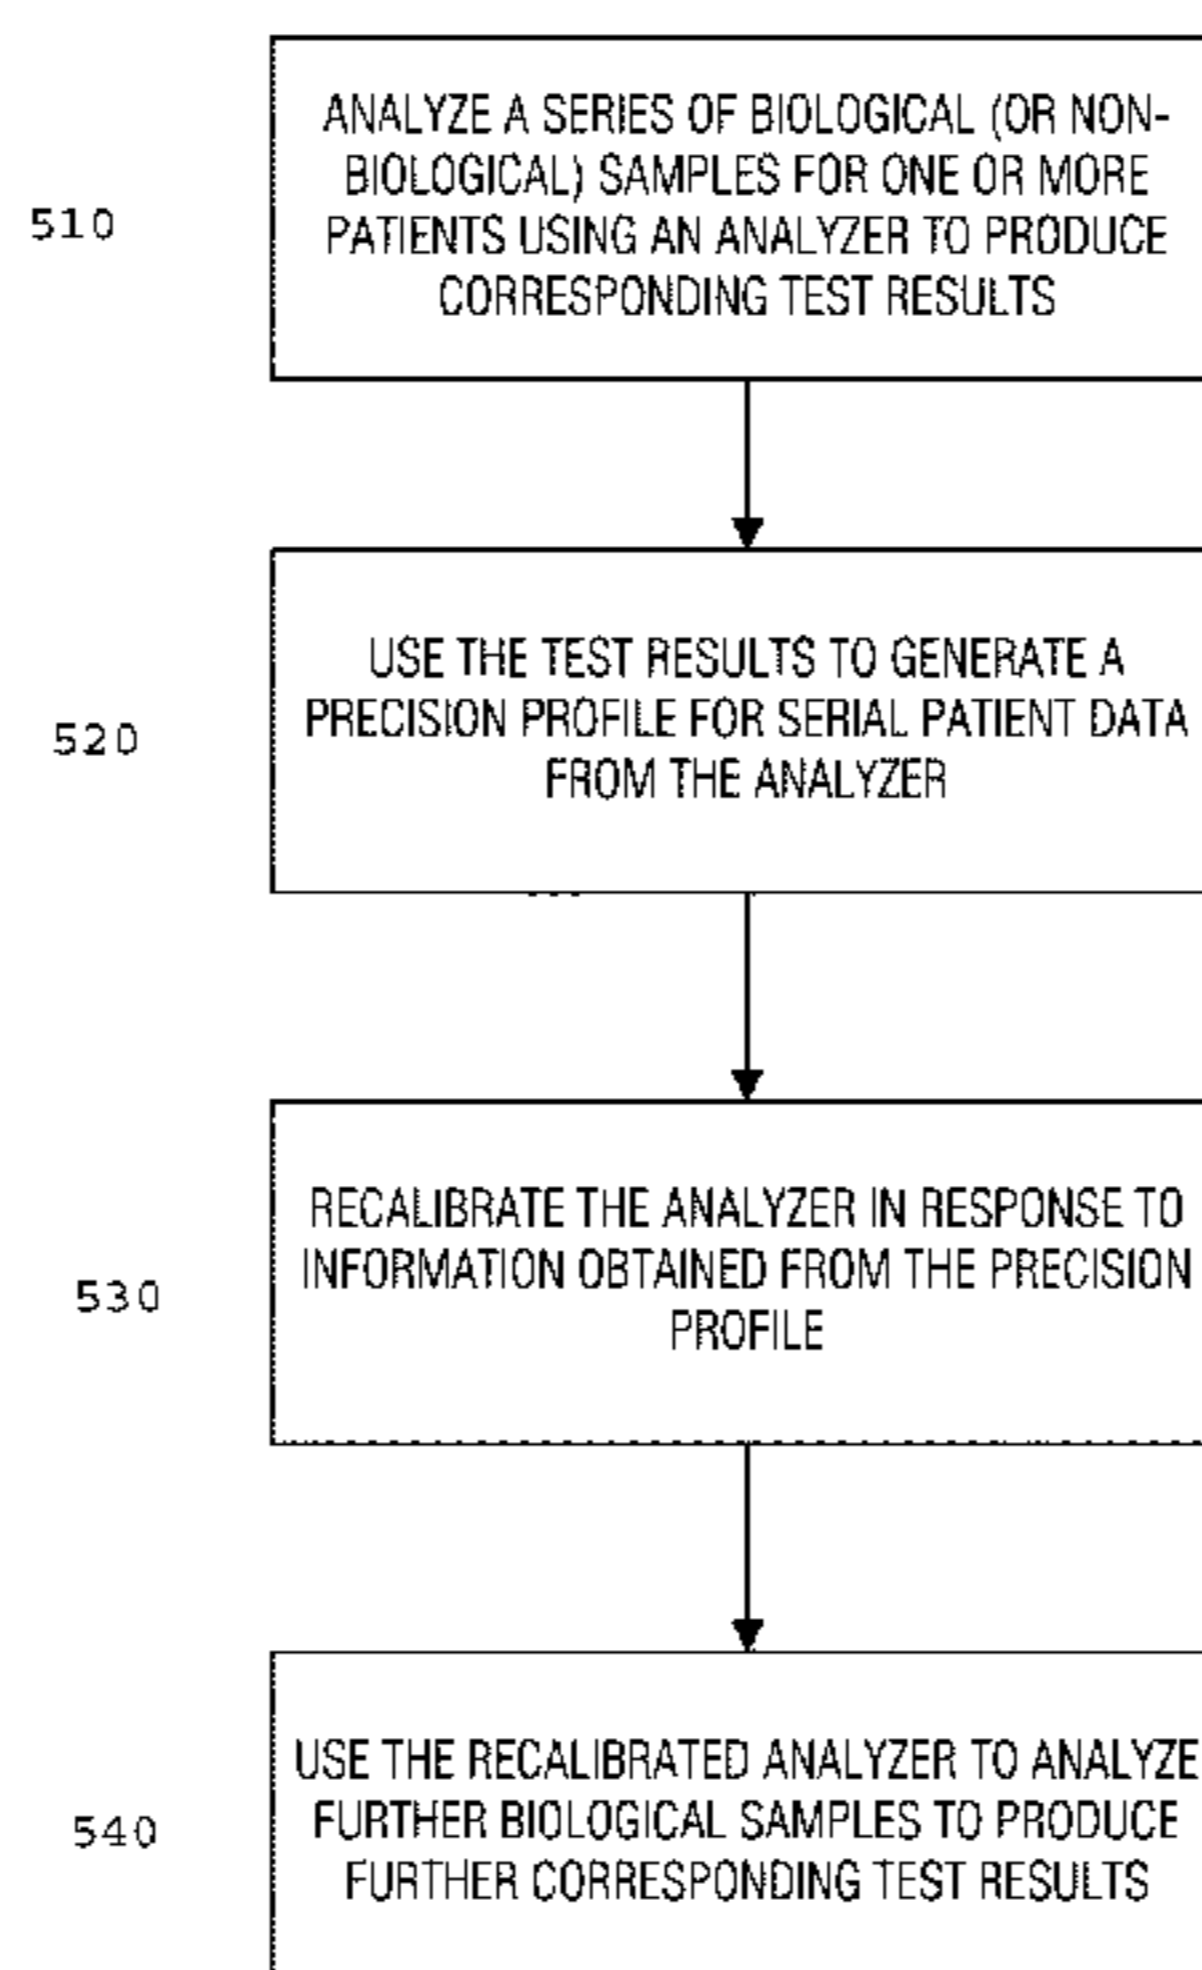 ANALYZE A SERIES OF BIOLOGICAL (OR NON-
BIOLOGICAL) SAMPLES FOR ONE OR MORE
510
PATIENTS USING AN ANALYZER TO PRODUCE
CORRESPONDING TEST RESULTS
USE THE TEST RESULTS TO GENERATE A
PRECISION PROFILE FOR SERIAL PATIENT DATA
520
FROM THE ANALYZER
RECALIBRATE THE ANALYZER IN RESPONSE TO
INFORMATION OBTAINED FROM THE PRECISION
530
PROFILE
USE THE RECALIBRATED ANALYZER TO ANALYZE
FURTHER BIOLOGICAL SAMPLES TO PRODUCE
540
FURTHER CORRESPONDING TEST RESULTS